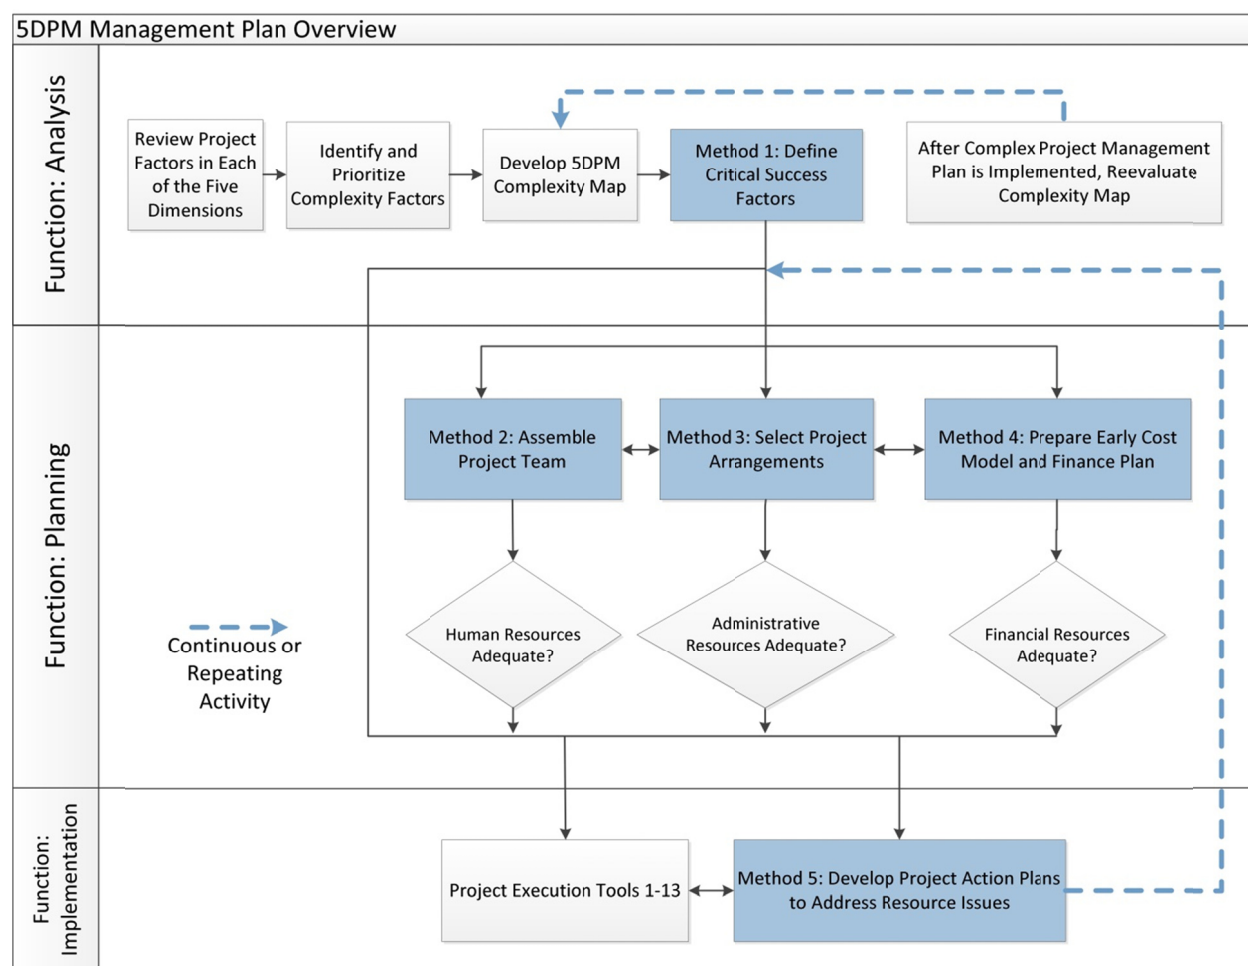 5DPM Management Plan Overview
Function: Analysis
Review Project
Factors in Each
of the Five
Dimensions
Identify and
Prioritize
Complexity Factors
Develop 5DPM
Complexity Map
Method 1: Define
Critical Success
Factors
After Complex Project Management
Plan is Implemented, Reevaluate
Complexity Map
Function: Planning
Method 2: Assemble
Project Team
Method 3: Select Project
Arrangements
Method 4: Prepare Early Cost
Model and Finance Plan
Human Resources
Adequate?
Administrative
Resources Adequate?
Financial Resources
Adequate?
Continuous or
Repeating
Activity
Function:
Implementation
Project Execution Tools 1-13
Method 5: Develop Project Action Plans
to Address Resource Issues